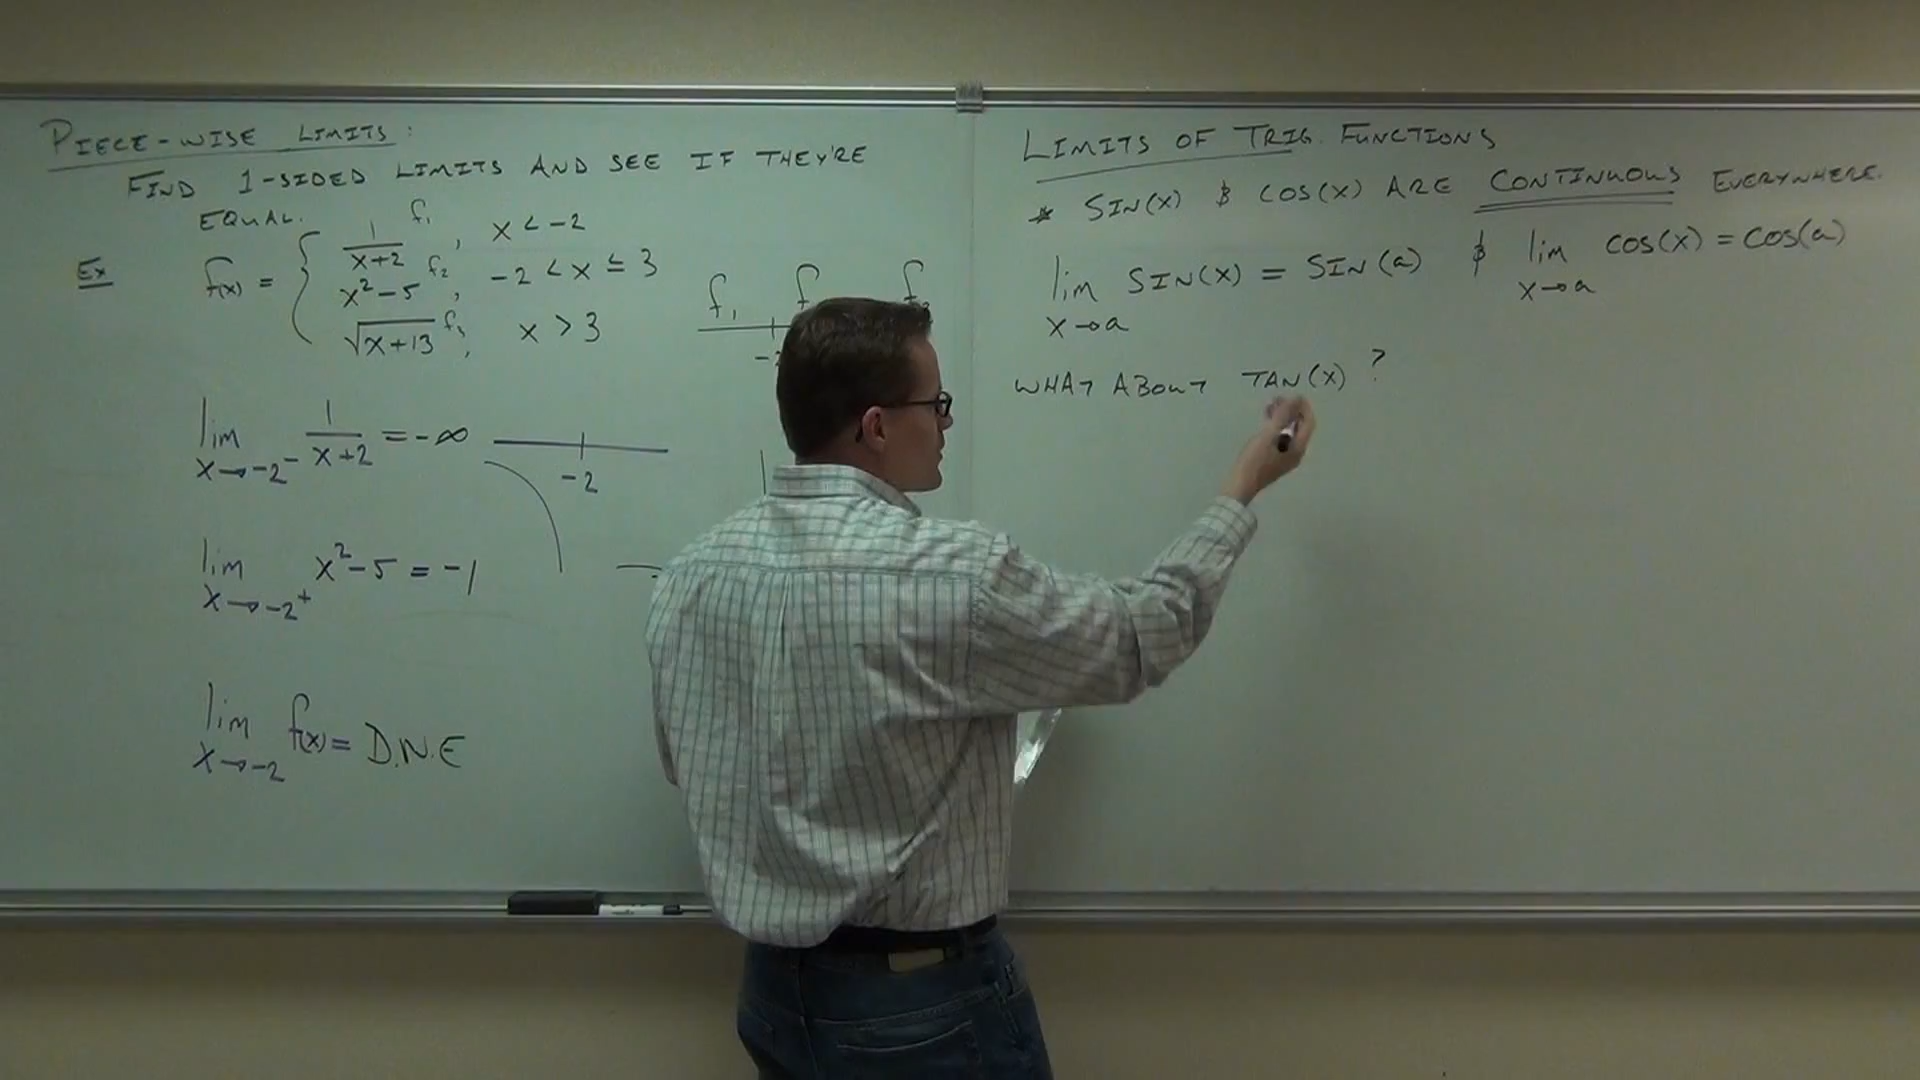 PIECE-WISE LIMITS:
FIND 1-SIDED LIMITS AND SEE IF THEY'RE
EQUAL.
Ex f(x) = { 1/(x+2) f₁, x < -2
x² - 5 f₂, -2 < x ≤ 3
√(x+13) f₃, x > 3
f₁ f f
lim x→-2⁻ 1/(x+2) = -∞
-2
lim x→-2⁺ x² - 5 = -1
lim x→-2 f(x) = D.N.E
LIMITS OF TRIG. FUNCTIONS
* SIN(X) & COS(X) ARE CONTINUOUS EVERYWHERE.
lim x→a SIN(X) = SIN(a) & lim x→a COS(X) = COS(a)
WHAT ABOUT TAN(X)?